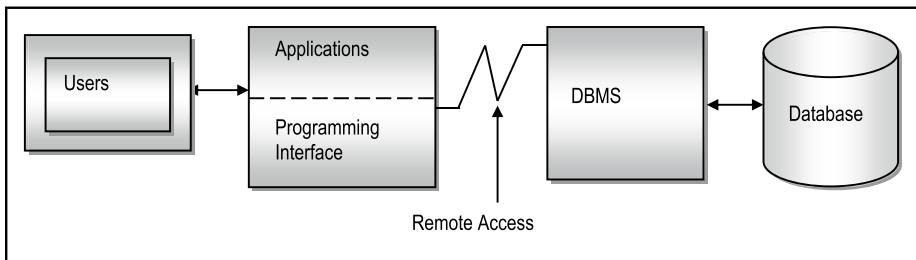 Users
Applications
Programming
Interface
Remote Access
DBMS
Database